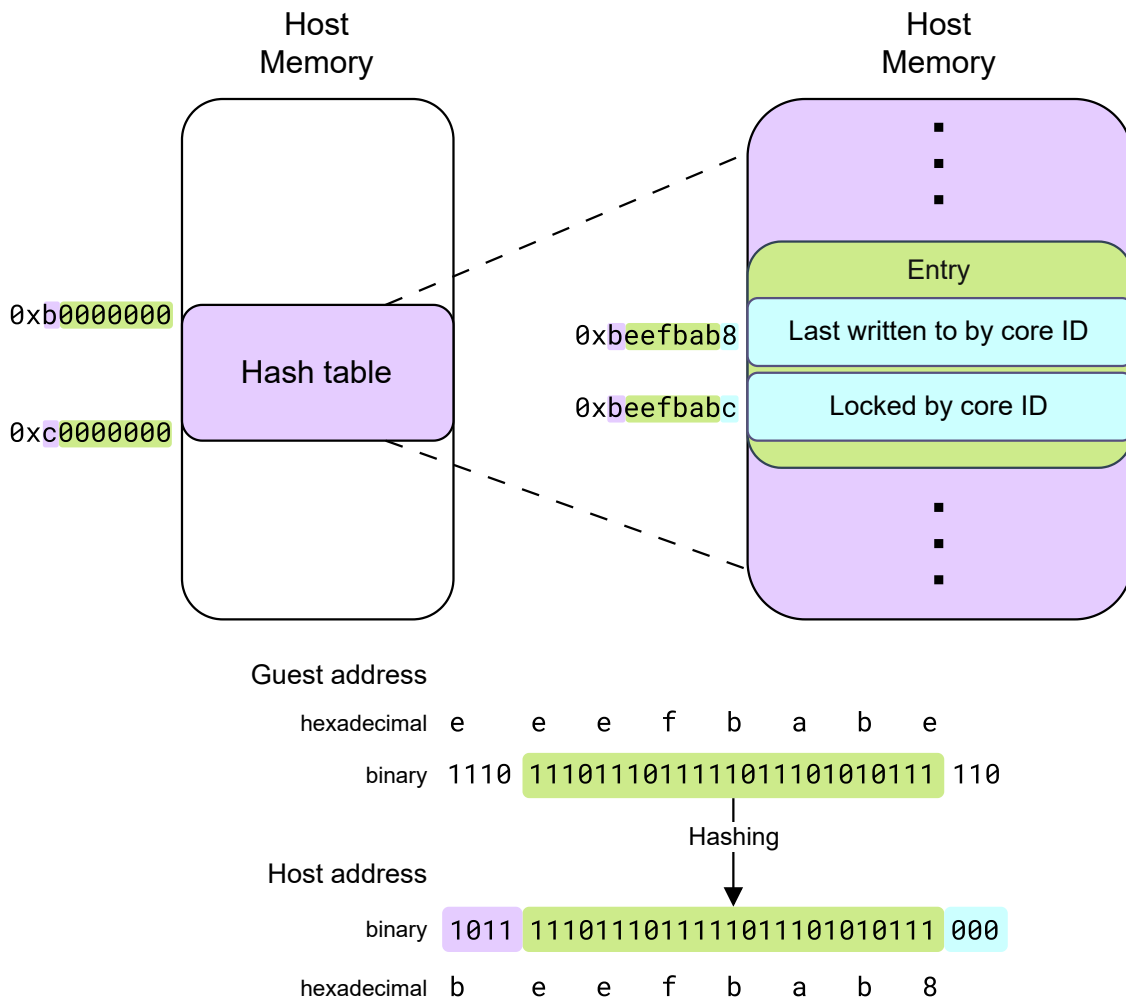 Host
Memory
Host
Memory
Entry
0xb0000000
Last written to by core ID
0xbeefbab8
Hash table
Locked by core ID
0xbeefbabc
0xc0000000
Guest address
hexadecimal e e e f b a b e
binary 1110 1110111011111011101010111 110
Hashing
Host address
binary 1011 1110111011111011101010111 000
hexadecimal b e e f b a b 8